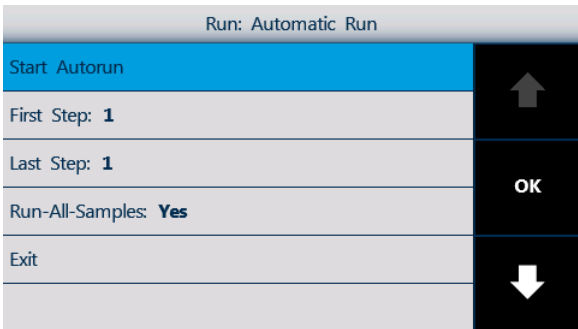 Run: Automatic Run
Start Autorun
First Step: 1
Last Step: 1
OK
Run-All-Samples: Yes
Exit